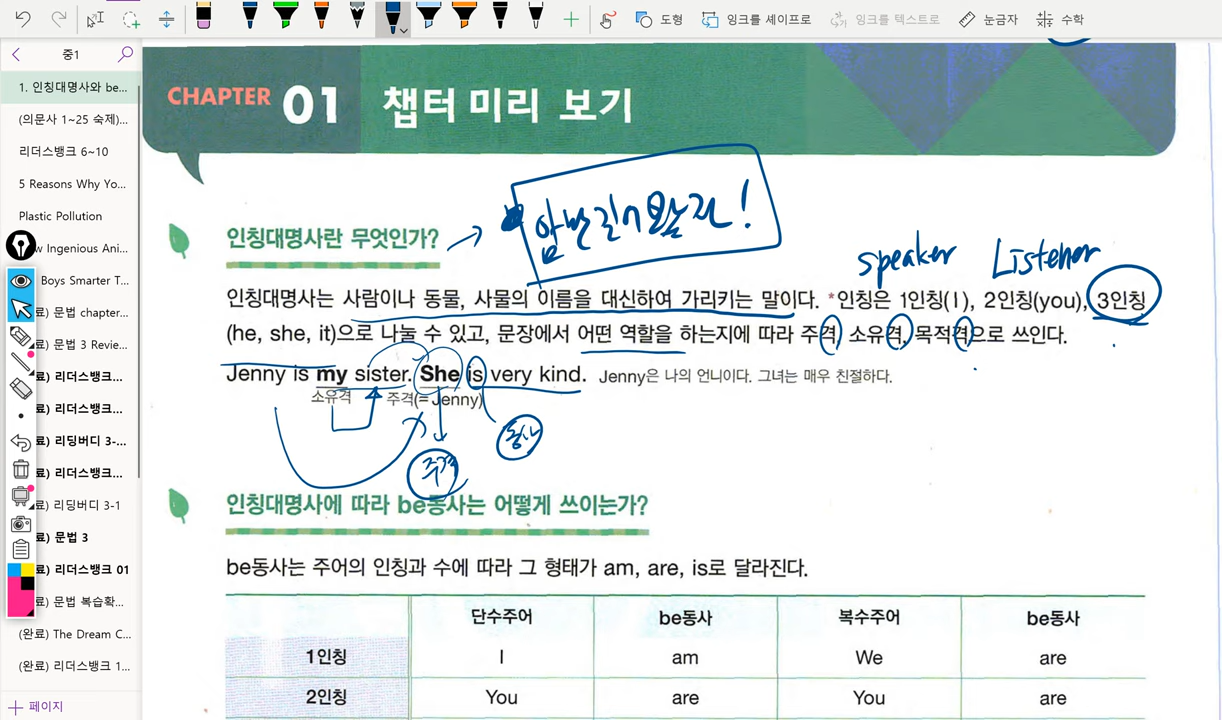 도형
잉크를 셰이프로
잉크를 텍스트로
눈금자
수학
중1
1. 인칭대명사와 be...
(의문사 1~25 숙제)...
리더스뱅크 6~10
5 Reasons Why Yo...
Plastic Pollution
Ingenious Ani...
Boys Smarter T...
료) 문법 chapter...
료) 문법 3 Revie...
료) 리더스뱅크...
료) 리더스뱅크...
료) 리딩버디 3-...
료) 리더스뱅크...
료) 리딩버디 3-1
료) 문법 3
료) 리더스뱅크 01
료) 문법 복습확...
(완료) The Dream C...
(완료) 리더스뱅크 1...
페이지
CHAPTER 01 챕터 미리 보기
인칭대명사란 무엇인가?
speaker Listener
인칭대명사는 사람이나 동물, 사물의 이름을 대신하여 가리키는 말이다. *인칭은 1인칭(I), 2인칭(you), 3인칭
(he, she, it)으로 나눌 수 있고, 문장에서 어떤 역할을 하는지에 따라 주격, 소유격, 목적격으로 쓰인다.
Jenny is my sister. She is very kind. Jenny은 나의 언니이다. 그녀는 매우 친절하다.
소유격 주격(= Jenny)
동사
주격
인칭대명사에 따라 be동사는 어떻게 쓰이는가?
be동사는 주어의 인칭과 수에 따라 그 형태가 am, are, is로 달라진다.
단수주어 be동사 복수주어 be동사
1인칭 I am We are
2인칭 You are You are